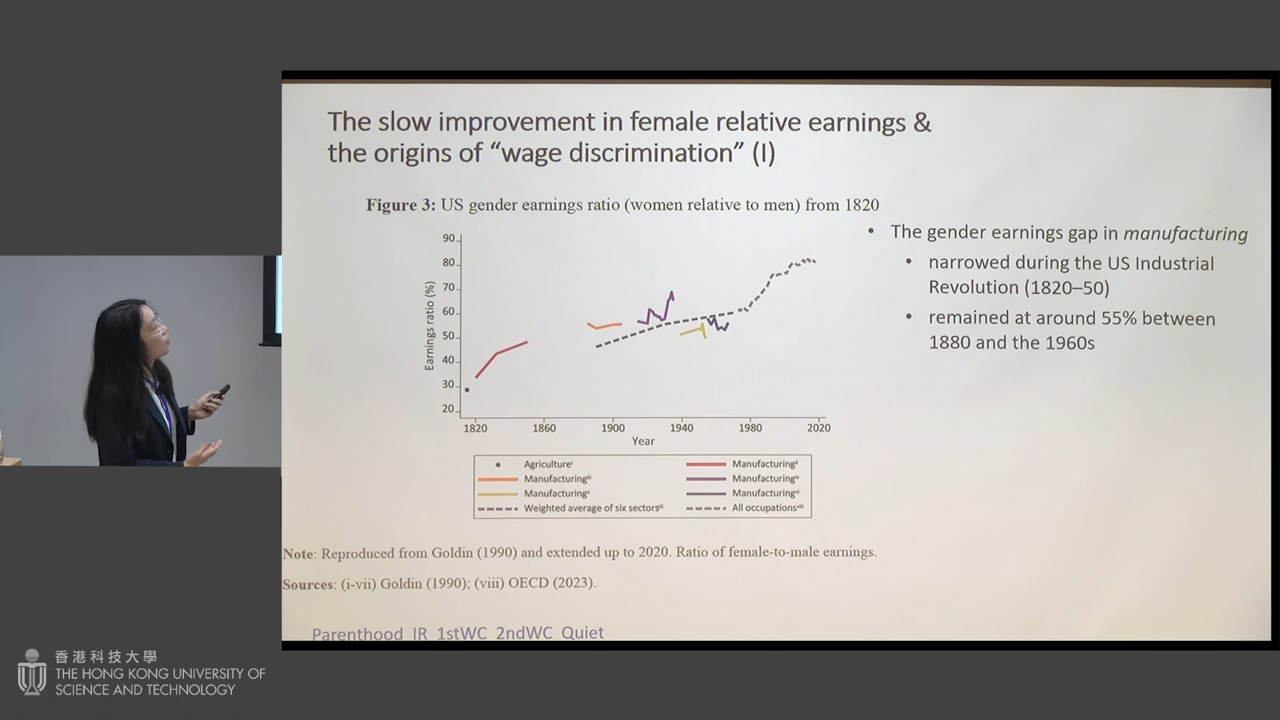 The slow improvement in female relative earnings &
the origins of “wage discrimination” (I)
Figure 3: US gender earnings ratio (women relative to men) from 1820
90
80
70
60
50
40
30
20
Earnings ratio (%)
1820 1860 1900 1940 1980 2020
Year
Agriculture
Manufacturing
Manufacturing
Manufacturing
Manufacturing
Manufacturing
Weighted average of six sectors
All occupations
• The gender earnings gap in manufacturing
• narrowed during the US Industrial
Revolution (1820–50)
• remained at around 55% between
1880 and the 1960s
Note: Reproduced from Goldin (1990) and extended up to 2020. Ratio of female-to-male earnings.
Sources: (i-vii) Goldin (1990); (viii) OECD (2023).
Parenthood IR 1stWC 2ndWC Quiet
香港科技大學
THE HONG KONG UNIVERSITY OF
SCIENCE AND TECHNOLOGY